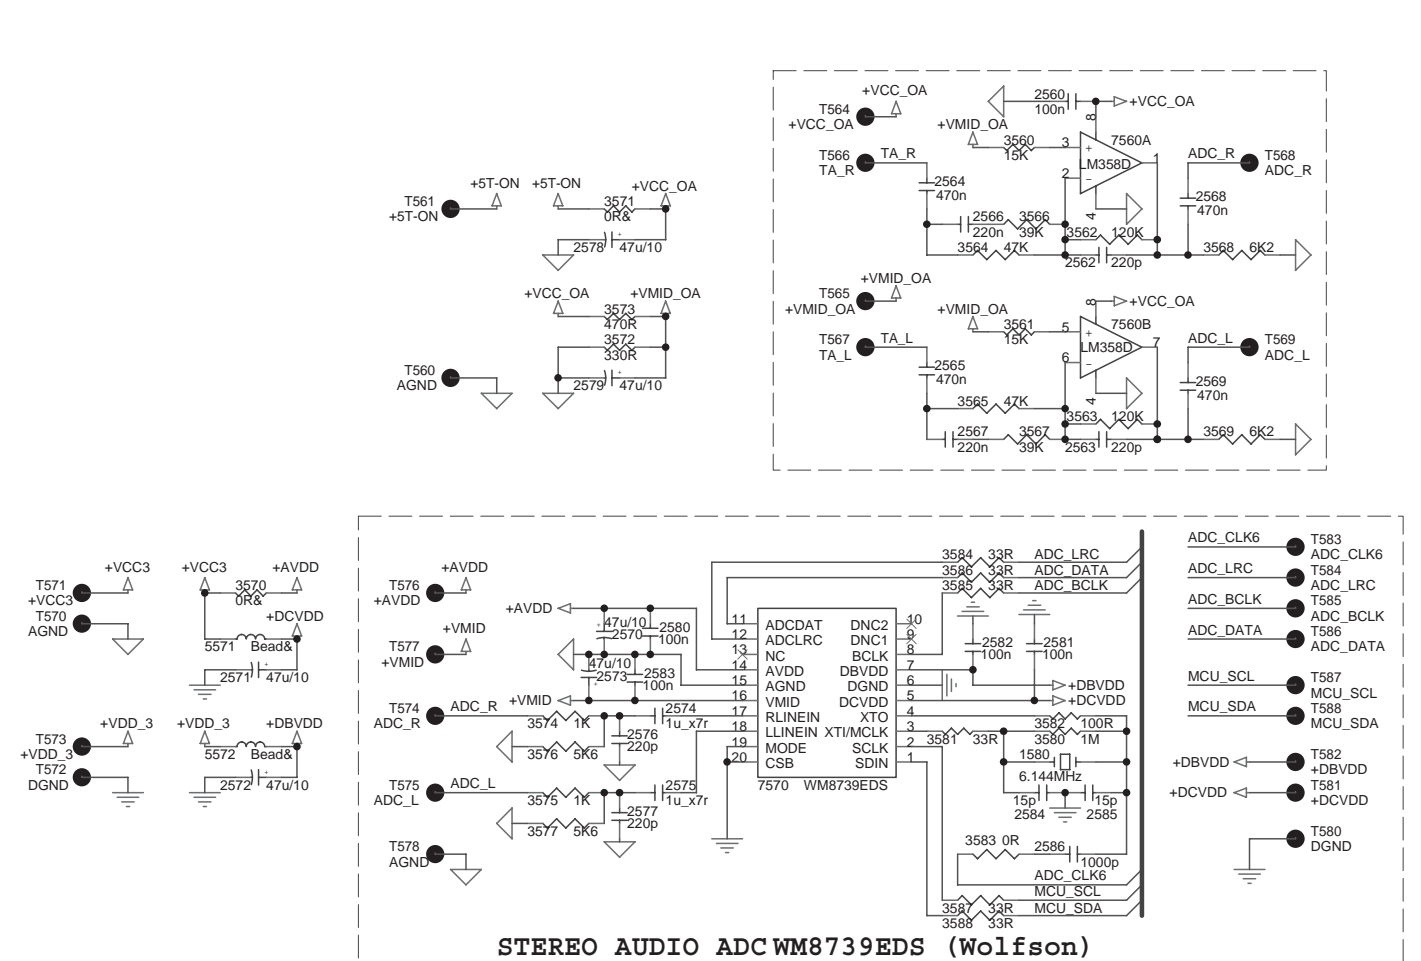 +VCC_OA
T564
+VCC_OA
2560
100n
+VCC_OA
8
+VMID_OA
3560
15K
3
+
7560A
LM358D
1
2
−
4
T566
TA_R
TA_R
2564
470n
2566
220n
3566
39K
3562
120K
3564
47K
2562
220p
ADC_R
T568
ADC_R
2568
470n
3568
6K2
+5T-ON
T561
+5T-ON
+5T-ON
3571
0R&
+VCC_OA
2578
+
47u/10
+VCC_OA
+VMID_OA
3573
470R
3572
330R
2579
+
47u/10
T560
AGND
+VMID_OA
T565
+VMID_OA
+VMID_OA
3561
15K
8
+VCC_OA
5
+
7560B
LM358D
7
6
−
4
T567
TA_L
TA_L
2565
470n
3565
47K
3563
120K
2567
220n
3567
39K
2563
220p
ADC_L
T569
ADC_L
2569
470n
3569
6K2
+VCC3
T571
+VCC3
T570
AGND
+VCC3
+AVDD
3570
0R&
+DCVDD
5571
Bead&
2571
+
47u/10
+VDD_3
T573
+VDD_3
T572
DGND
+VDD_3
+DBVDD
5572
Bead&
2572
+
47u/10
+AVDD
T576
+AVDD
+VMID
T577
+VMID
T574
ADC_R
ADC_R
T575
ADC_L
ADC_L
T578
AGND
+AVDD
+
47u/10
2570
2580
100n
47u/10
+
2573
2583
100n
+VMID
3574
1K
2574
1u_x7r
3576
5K6
2576
220p
3575
1K
2575
1u_x7r
3577
5K6
2577
220p
11
12
13
14
15
16
17
18
19
20
ADCDAT
ADCLRC
NC
AVDD
AGND
VMID
RLINEIN
LLINEIN
MODE
CSB
DNC2
DNC1
BCLK
DBVDD
DGND
DCVDD
XTO
XTI/MCLK
SCLK
SDIN
10
9
8
7
6
5
4
3
2
1
7570
WM8739EDS
3584
33R
ADC_LRC
3586
33R
ADC_DATA
3585
33R
ADC_BCLK
2582
100n
2581
100n
+DBVDD
+DCVDD
3582
100R
3581
33R
3580
1M
1580
6.144MHz
15p
2584
15p
2585
3583
0R
2586
1000p
ADC_CLK6
MCU_SCL
3587
33R
MCU_SDA
3588
33R
ADC_CLK6
T583
ADC_CLK6
ADC_LRC
T584
ADC_LRC
ADC_BCLK
T585
ADC_BCLK
ADC_DATA
T586
ADC_DATA
MCU_SCL
T587
MCU_SCL
MCU_SDA
T588
MCU_SDA
+DBVDD
T582
+DBVDD
+DCVDD
T581
+DCVDD
T580
DGND
STEREO AUDIO ADC WM8739EDS (Wolfson)